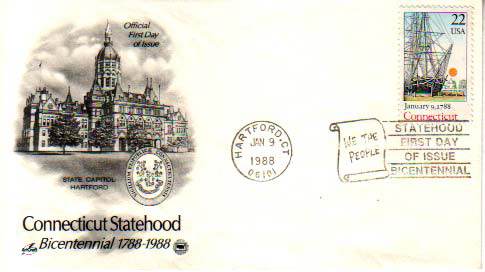 Official
First Day
of Issue
STATE CAPITOL
HARTFORD
Connecticut Statehood
Bicentennial 1788-1988
HARTFORD, CT
JAN 9
1988
06101
WE THE
PEOPLE
22
USA
January 9, 1788
Connecticut
STATEHOOD
FIRST DAY
OF ISSUE
BICENTENNIAL